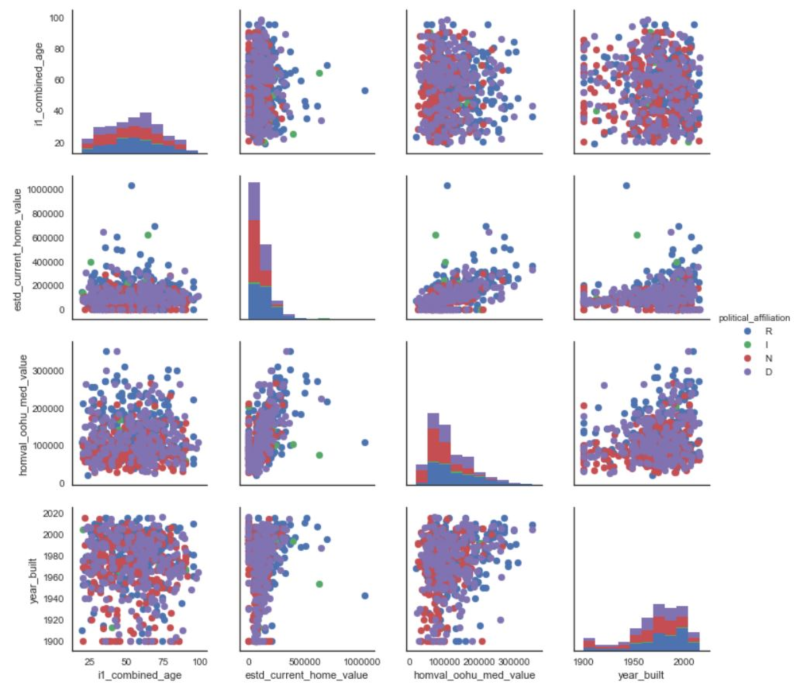 100
80
60
40
20
i1_combined_age
1000000
800000
600000
400000
200000
0
estd_current_home_value
political_affiliation
R
I
N
D
300000
200000
100000
0
homval_oohu_med_value
2020
2000
1980
1960
1940
1920
1900
year_built
25 50 75 100
0 500000 1000000
0 100000 200000 300000
1900 1950 2000
i1_combined_age estd_current_home_value homval_oohu_med_value year_built